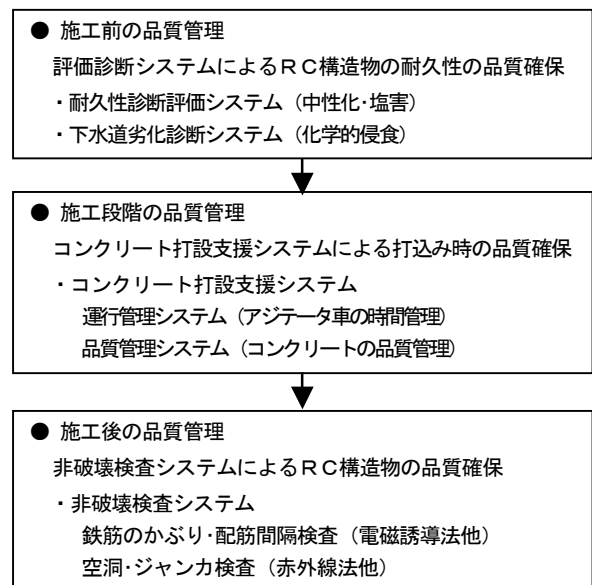 ● 施工前の品質管理
評価診断システムによるRC構造物の耐久性の品質確保
・耐久性診断評価システム（中性化･塩害）
・下水道劣化診断システム（化学的侵食）
● 施工段階の品質管理
コンクリート打設支援システムによる打込み時の品質確保
・コンクリート打設支援システム
運行管理システム（アジテータ車の時間管理）
品質管理システム（コンクリートの品質管理）
● 施工後の品質管理
非破壊検査システムによるRC構造物の品質確保
・非破壊検査システム
鉄筋のかぶり･配筋間隔検査（電磁誘導法他）
空洞･ジャンカ検査（赤外線法他）